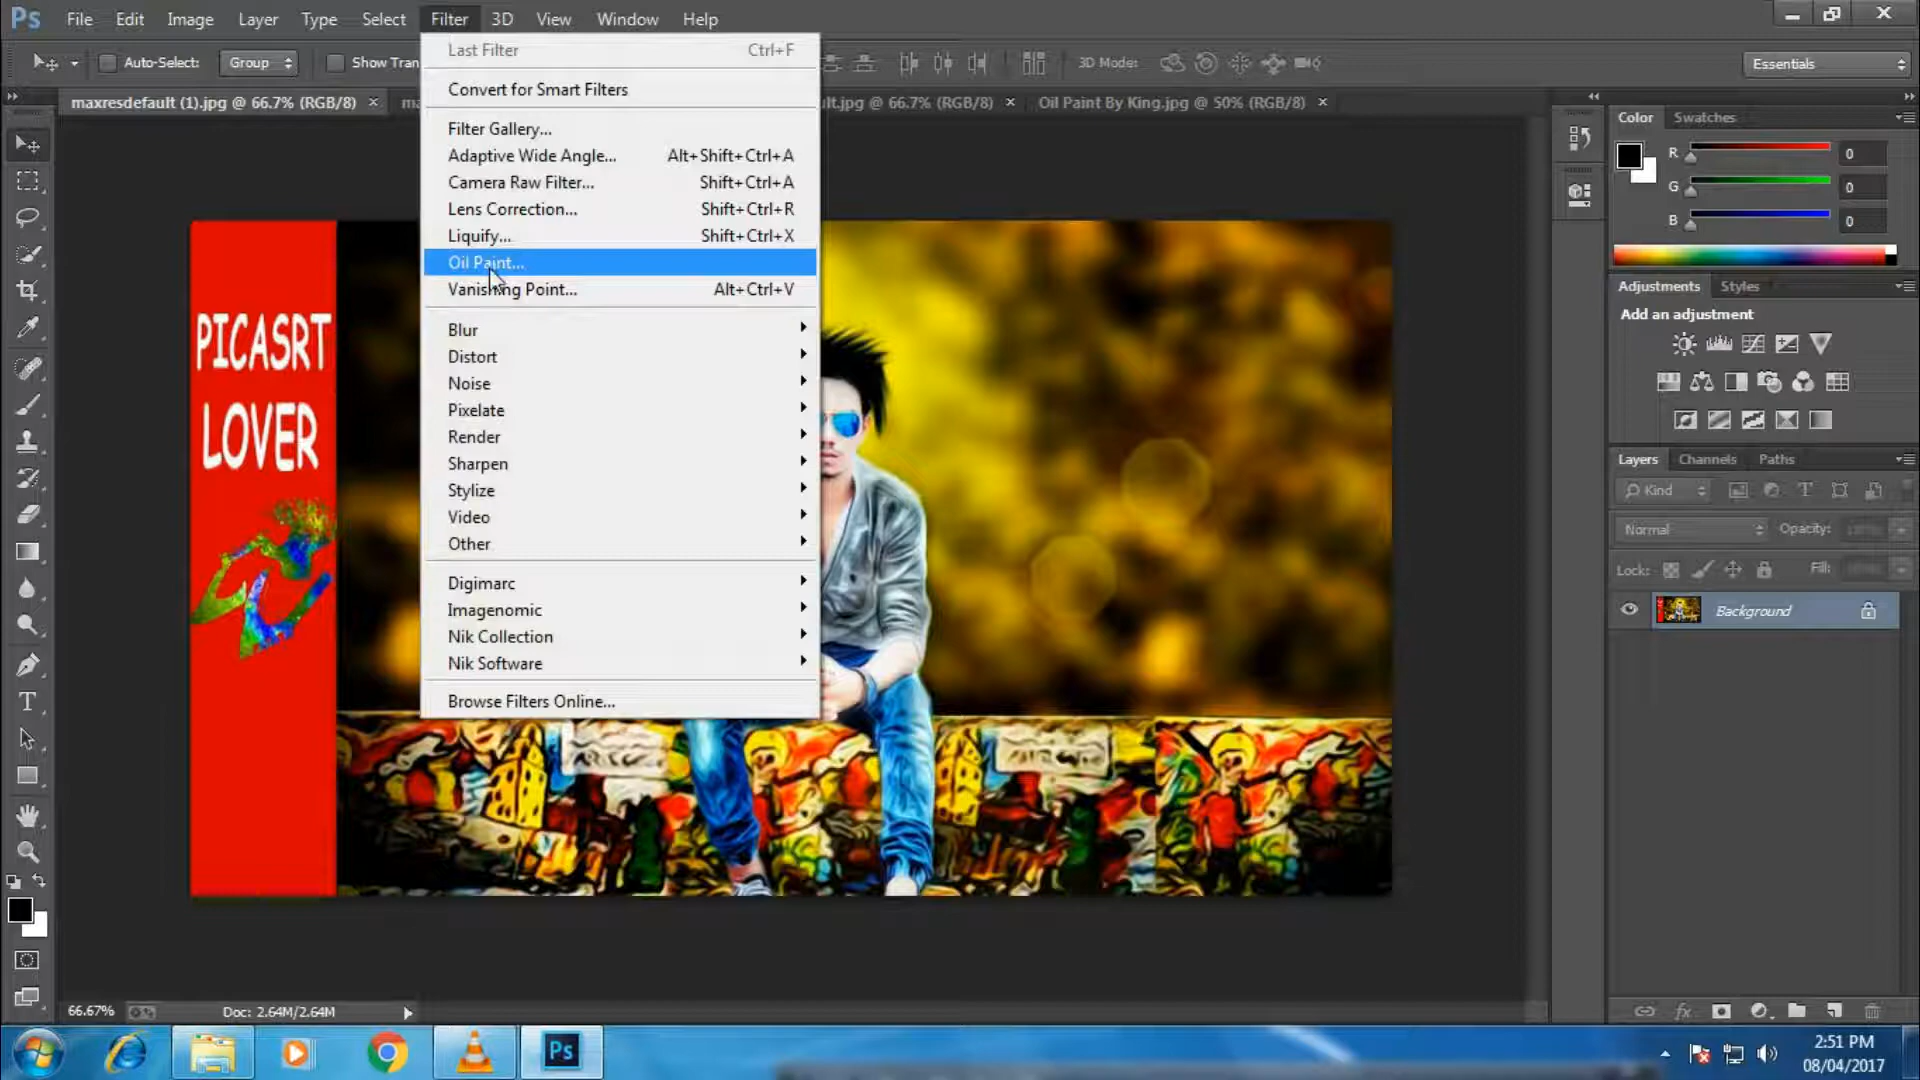 Ps File Edit Image Layer Type Select Filter 3D View Window Help
Auto-Select: Group Show Tran 3D Mode: Essentials
maxresdefault (1).jpg @ 66.7% (RGB/8) × ma ult.jpg @ 66.7% (RGB/8) × Oil Paint By King.jpg @ 50% (RGB/8) ×
Last Filter Ctrl+F
Convert for Smart Filters
Filter Gallery...
Adaptive Wide Angle... Alt+Shift+Ctrl+A
Camera Raw Filter... Shift+Ctrl+A
Lens Correction... Shift+Ctrl+R
Liquify... Shift+Ctrl+X
Oil Paint...
Vanishing Point... Alt+Ctrl+V
Blur
Distort
Noise
Pixelate
Render
Sharpen
Stylize
Video
Other
Digimarc
Imagenomic
Nik Collection
Nik Software
Browse Filters Online...
PICASRT
LOVER
Color Swatches
R 0
G 0
B 0
Adjustments Styles
Add an adjustment
Layers Channels Paths
Kind
Normal Opacity:
Lock: Fill:
Background
66.67% Doc: 2.64M/2.64M
Ps
2:51 PM
08/04/2017